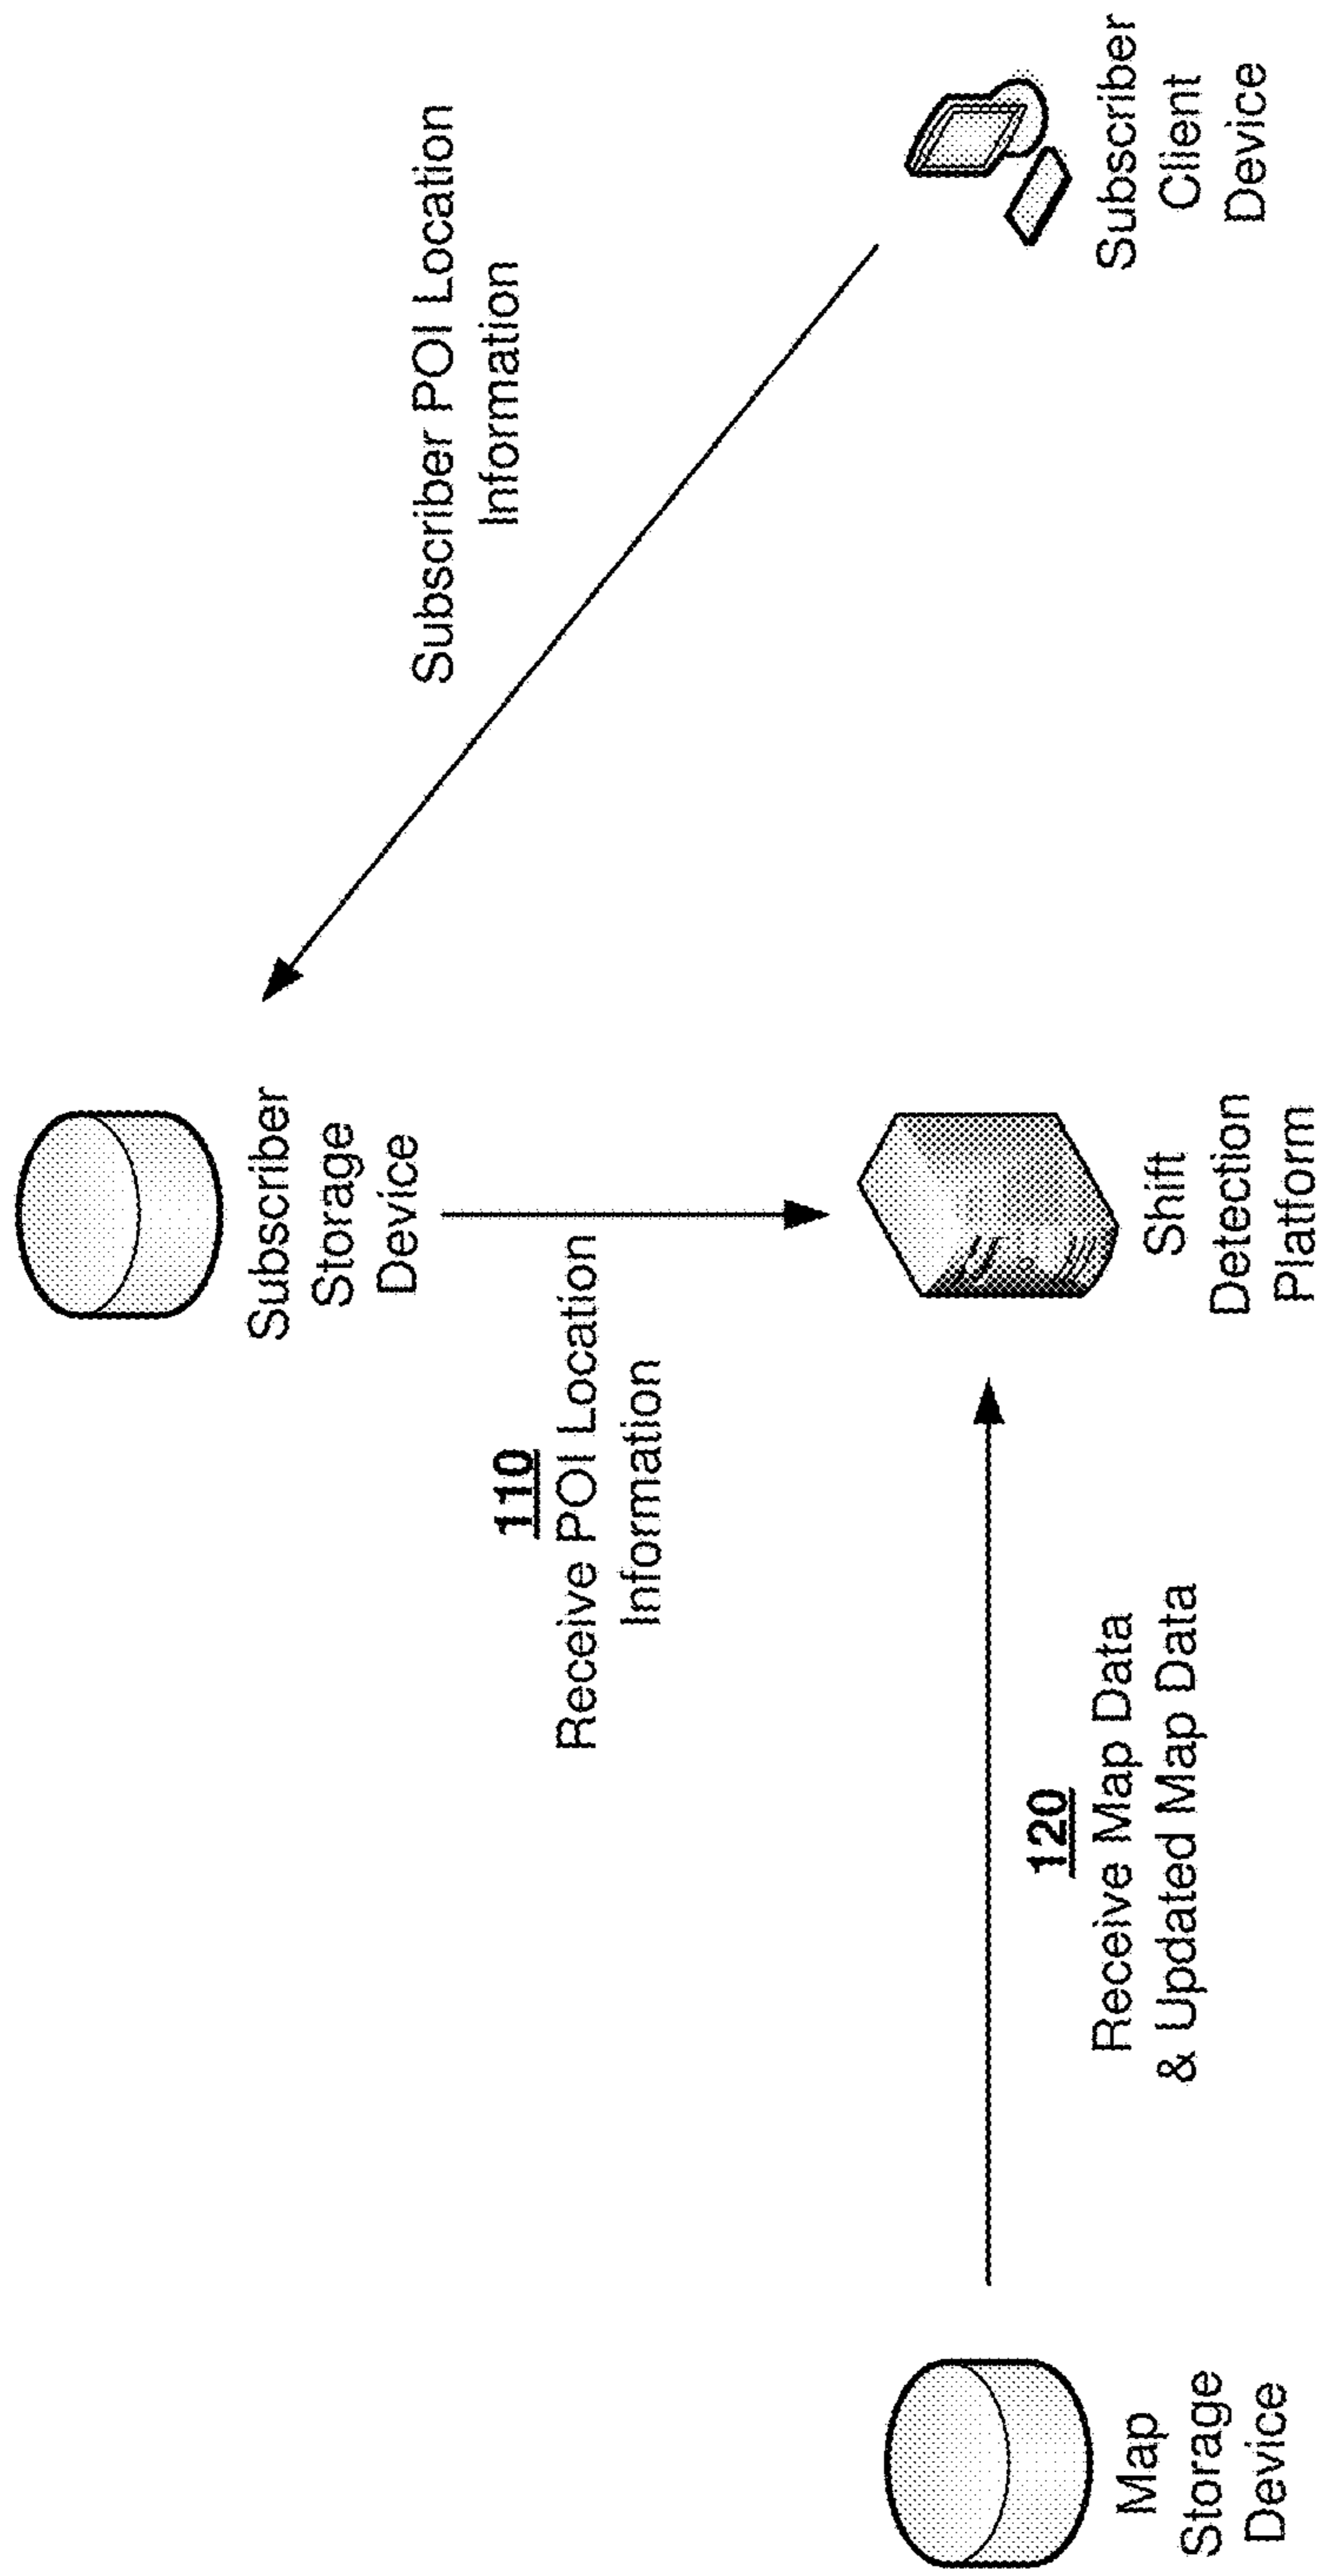 Subscriber
Storage
Device
Subscriber POI Location
Information
110
Receive POI Location
Information
120
Receive Map Data
& Updated Map Data
Map
Storage
Device
Shift
Detection
Platform
Subscriber
Client
Device